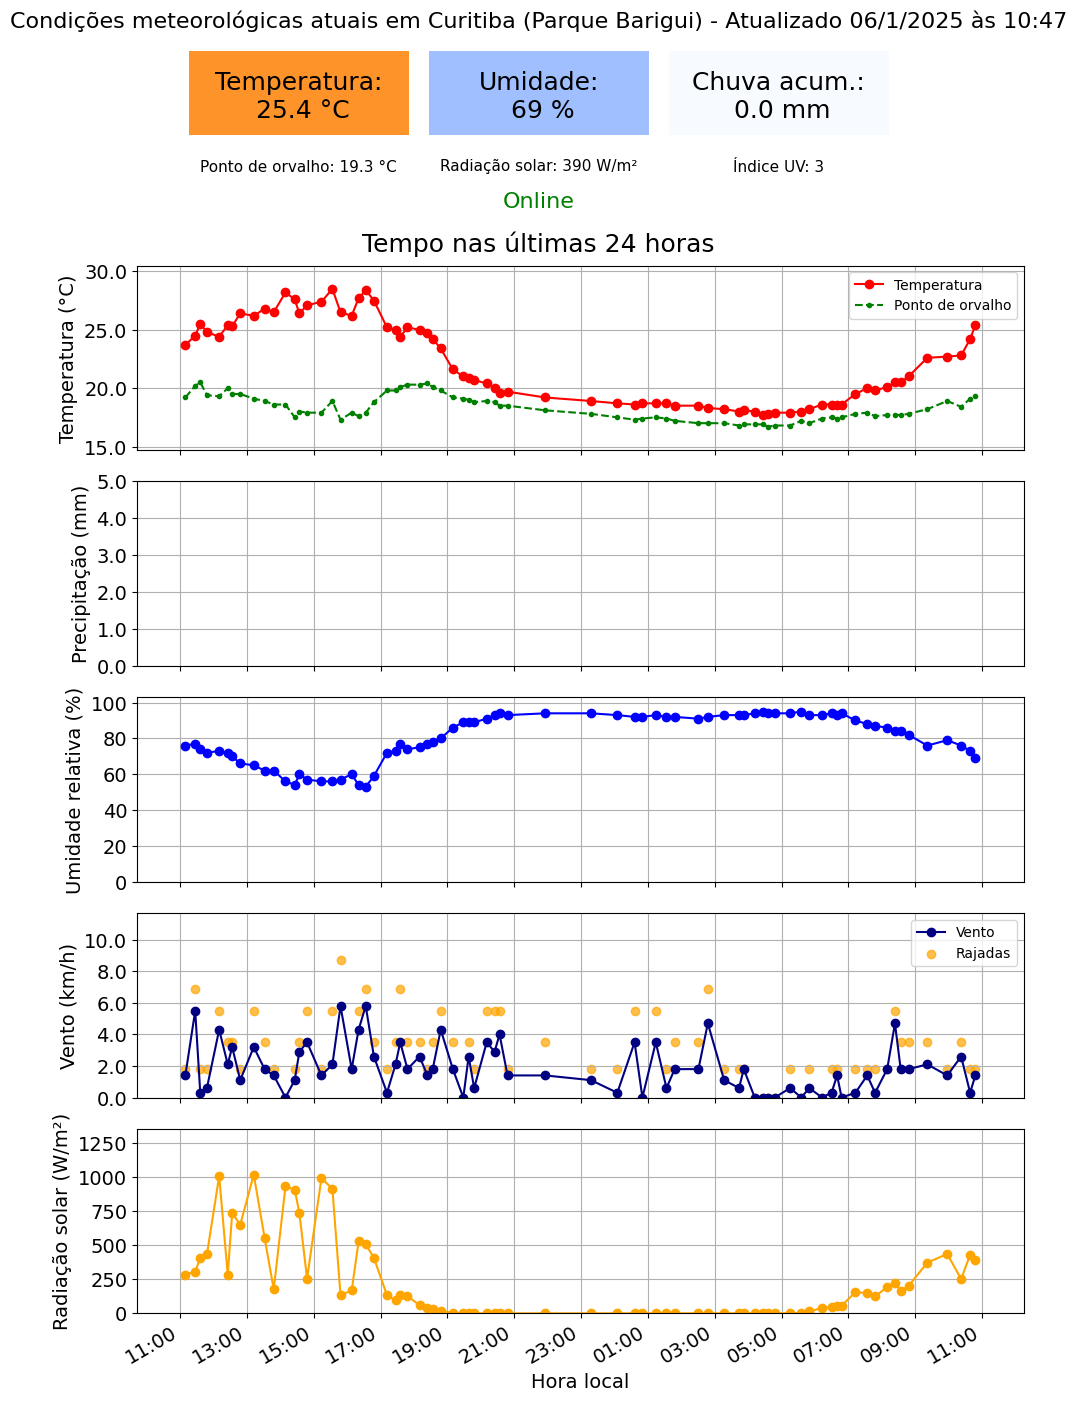 Condições meteorológicas atuais em Curitiba (Parque Barigui) - Atualizado 06/1/2025 às 10:47
Temperatura:
25.4 °C
Umidade:
69 %
Chuva acum.:
0.0 mm
Ponto de orvalho: 19.3 °C
Radiação solar: 390 W/m²
Índice UV: 3
Online
Tempo nas últimas 24 horas
Temperatura (°C)
30.0
25.0
20.0
15.0
Temperatura
Ponto de orvalho
Precipitação (mm)
5.0
4.0
3.0
2.0
1.0
0.0
Umidade relativa (%)
100
80
60
40
20
0
Vento (km/h)
10.0
8.0
6.0
4.0
2.0
0.0
Vento
Rajadas
Radiação solar (W/m²)
1250
1000
750
500
250
0
11:00
13:00
15:00
17:00
19:00
21:00
23:00
01:00
03:00
05:00
07:00
09:00
11:00
Hora local